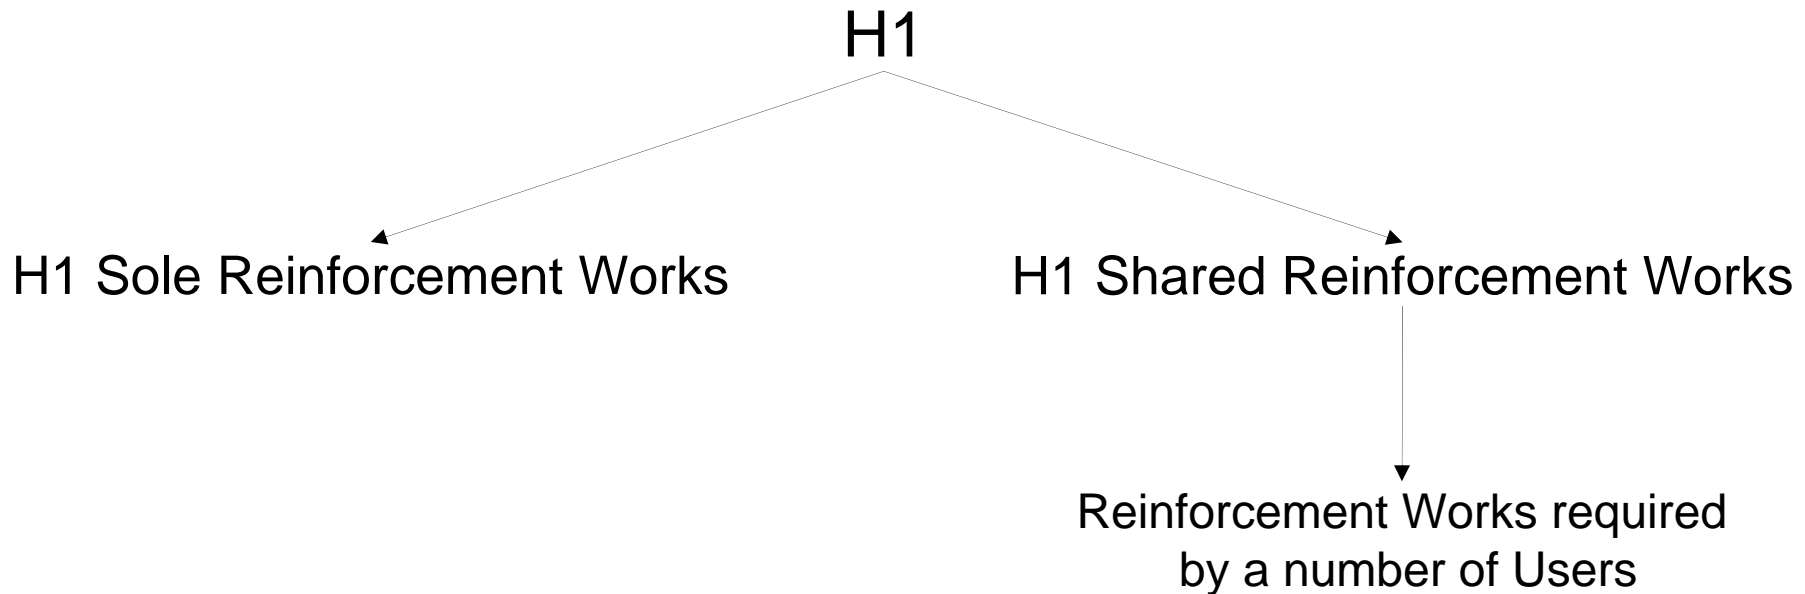 H1
H1 Sole Reinforcement Works
H1 Shared Reinforcement Works
Reinforcement Works required
by a number of Users